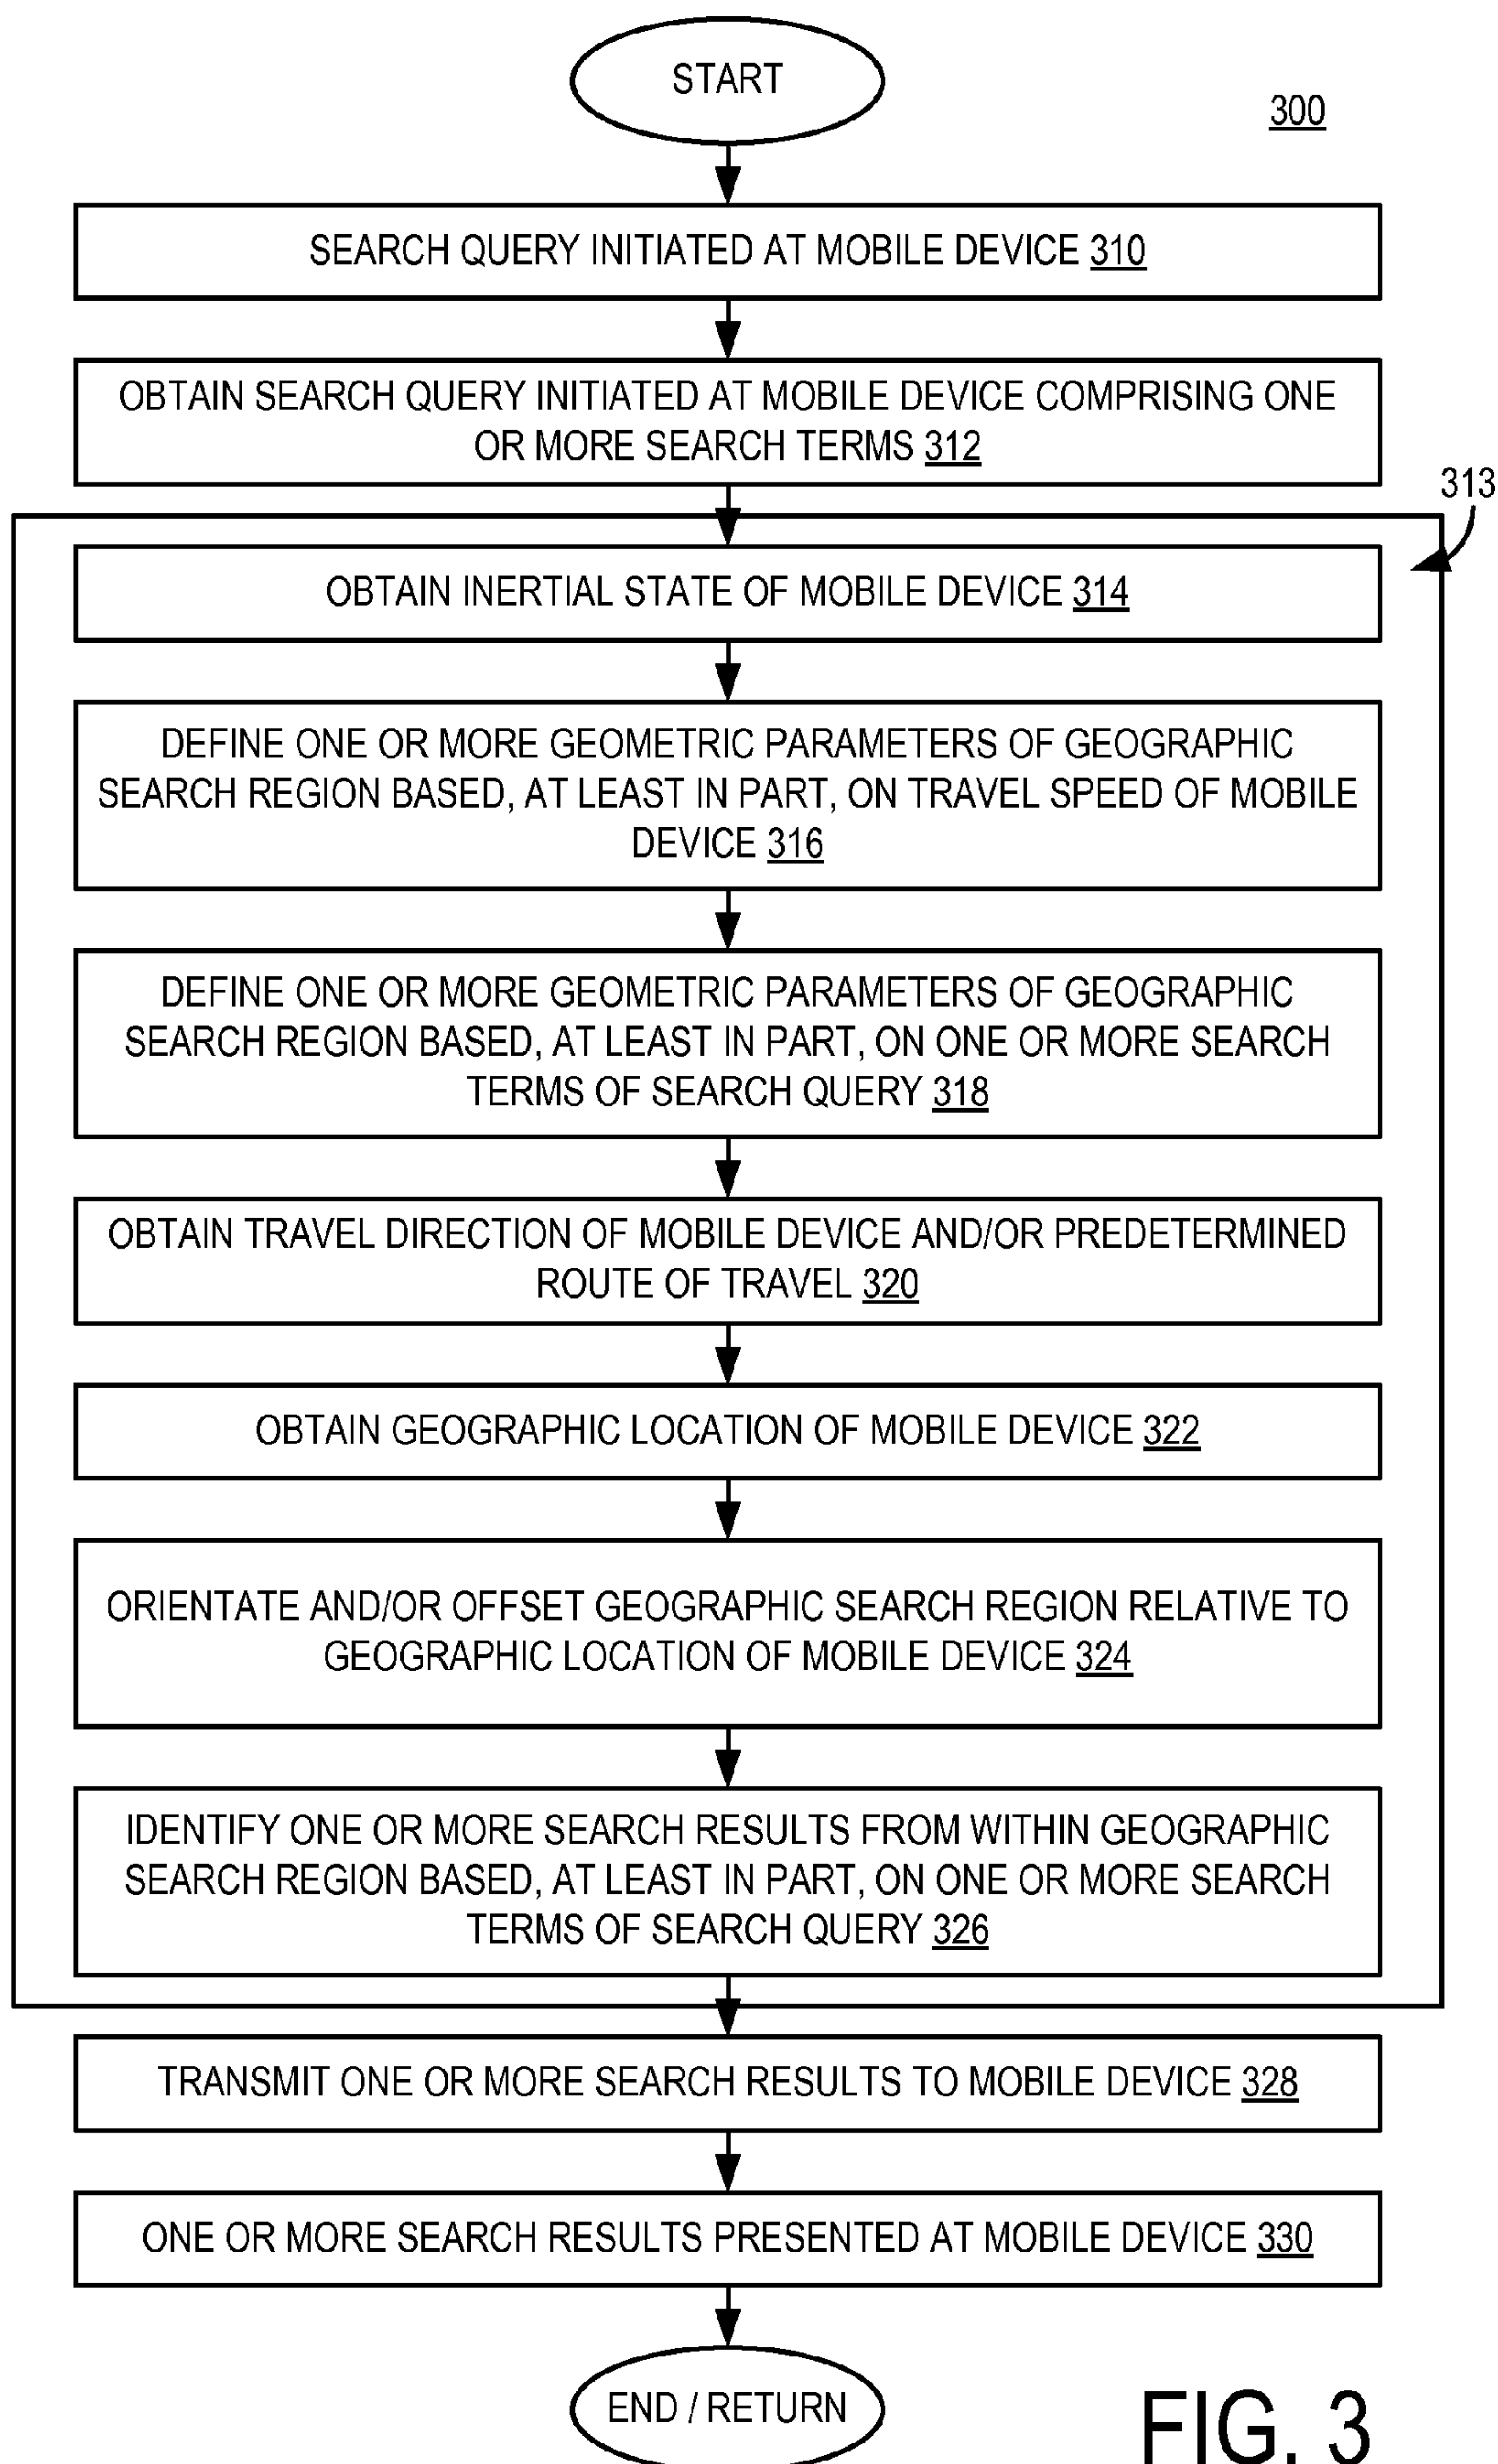 START
300
SEARCH QUERY INITIATED AT MOBILE DEVICE 310
OBTAIN SEARCH QUERY INITIATED AT MOBILE DEVICE COMPRISING ONE
OR MORE SEARCH TERMS 312
313
OBTAIN INERTIAL STATE OF MOBILE DEVICE 314
DEFINE ONE OR MORE GEOMETRIC PARAMETERS OF GEOGRAPHIC
SEARCH REGION BASED, AT LEAST IN PART, ON TRAVEL SPEED OF MOBILE
DEVICE 316
DEFINE ONE OR MORE GEOMETRIC PARAMETERS OF GEOGRAPHIC
SEARCH REGION BASED, AT LEAST IN PART, ON ONE OR MORE SEARCH
TERMS OF SEARCH QUERY 318
OBTAIN TRAVEL DIRECTION OF MOBILE DEVICE AND/OR PREDETERMINED
ROUTE OF TRAVEL 320
OBTAIN GEOGRAPHIC LOCATION OF MOBILE DEVICE 322
ORIENTATE AND/OR OFFSET GEOGRAPHIC SEARCH REGION RELATIVE TO
GEOGRAPHIC LOCATION OF MOBILE DEVICE 324
IDENTIFY ONE OR MORE SEARCH RESULTS FROM WITHIN GEOGRAPHIC
SEARCH REGION BASED, AT LEAST IN PART, ON ONE OR MORE SEARCH
TERMS OF SEARCH QUERY 326
TRANSMIT ONE OR MORE SEARCH RESULTS TO MOBILE DEVICE 328
ONE OR MORE SEARCH RESULTS PRESENTED AT MOBILE DEVICE 330
END / RETURN
FIG. 3